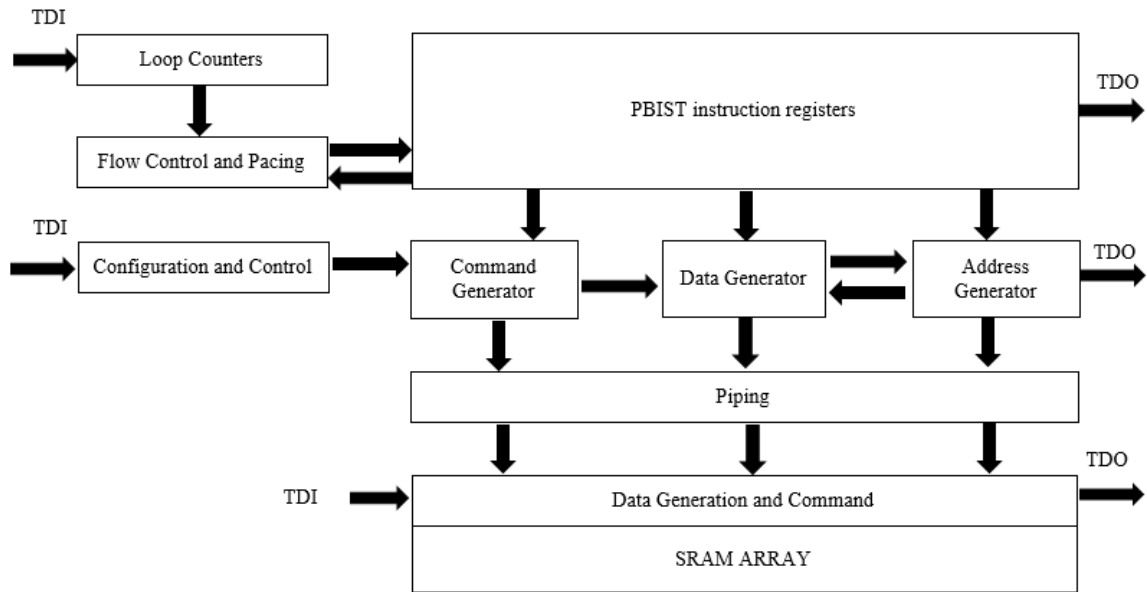 TDI
Loop Counters
PBIST instruction registers
TDO
Flow Control and Pacing
TDI
Configuration and Control
Command
Generator
Data Generator
Address
Generator
TDO
Piping
TDI
Data Generation and Command
TDO
SRAM ARRAY